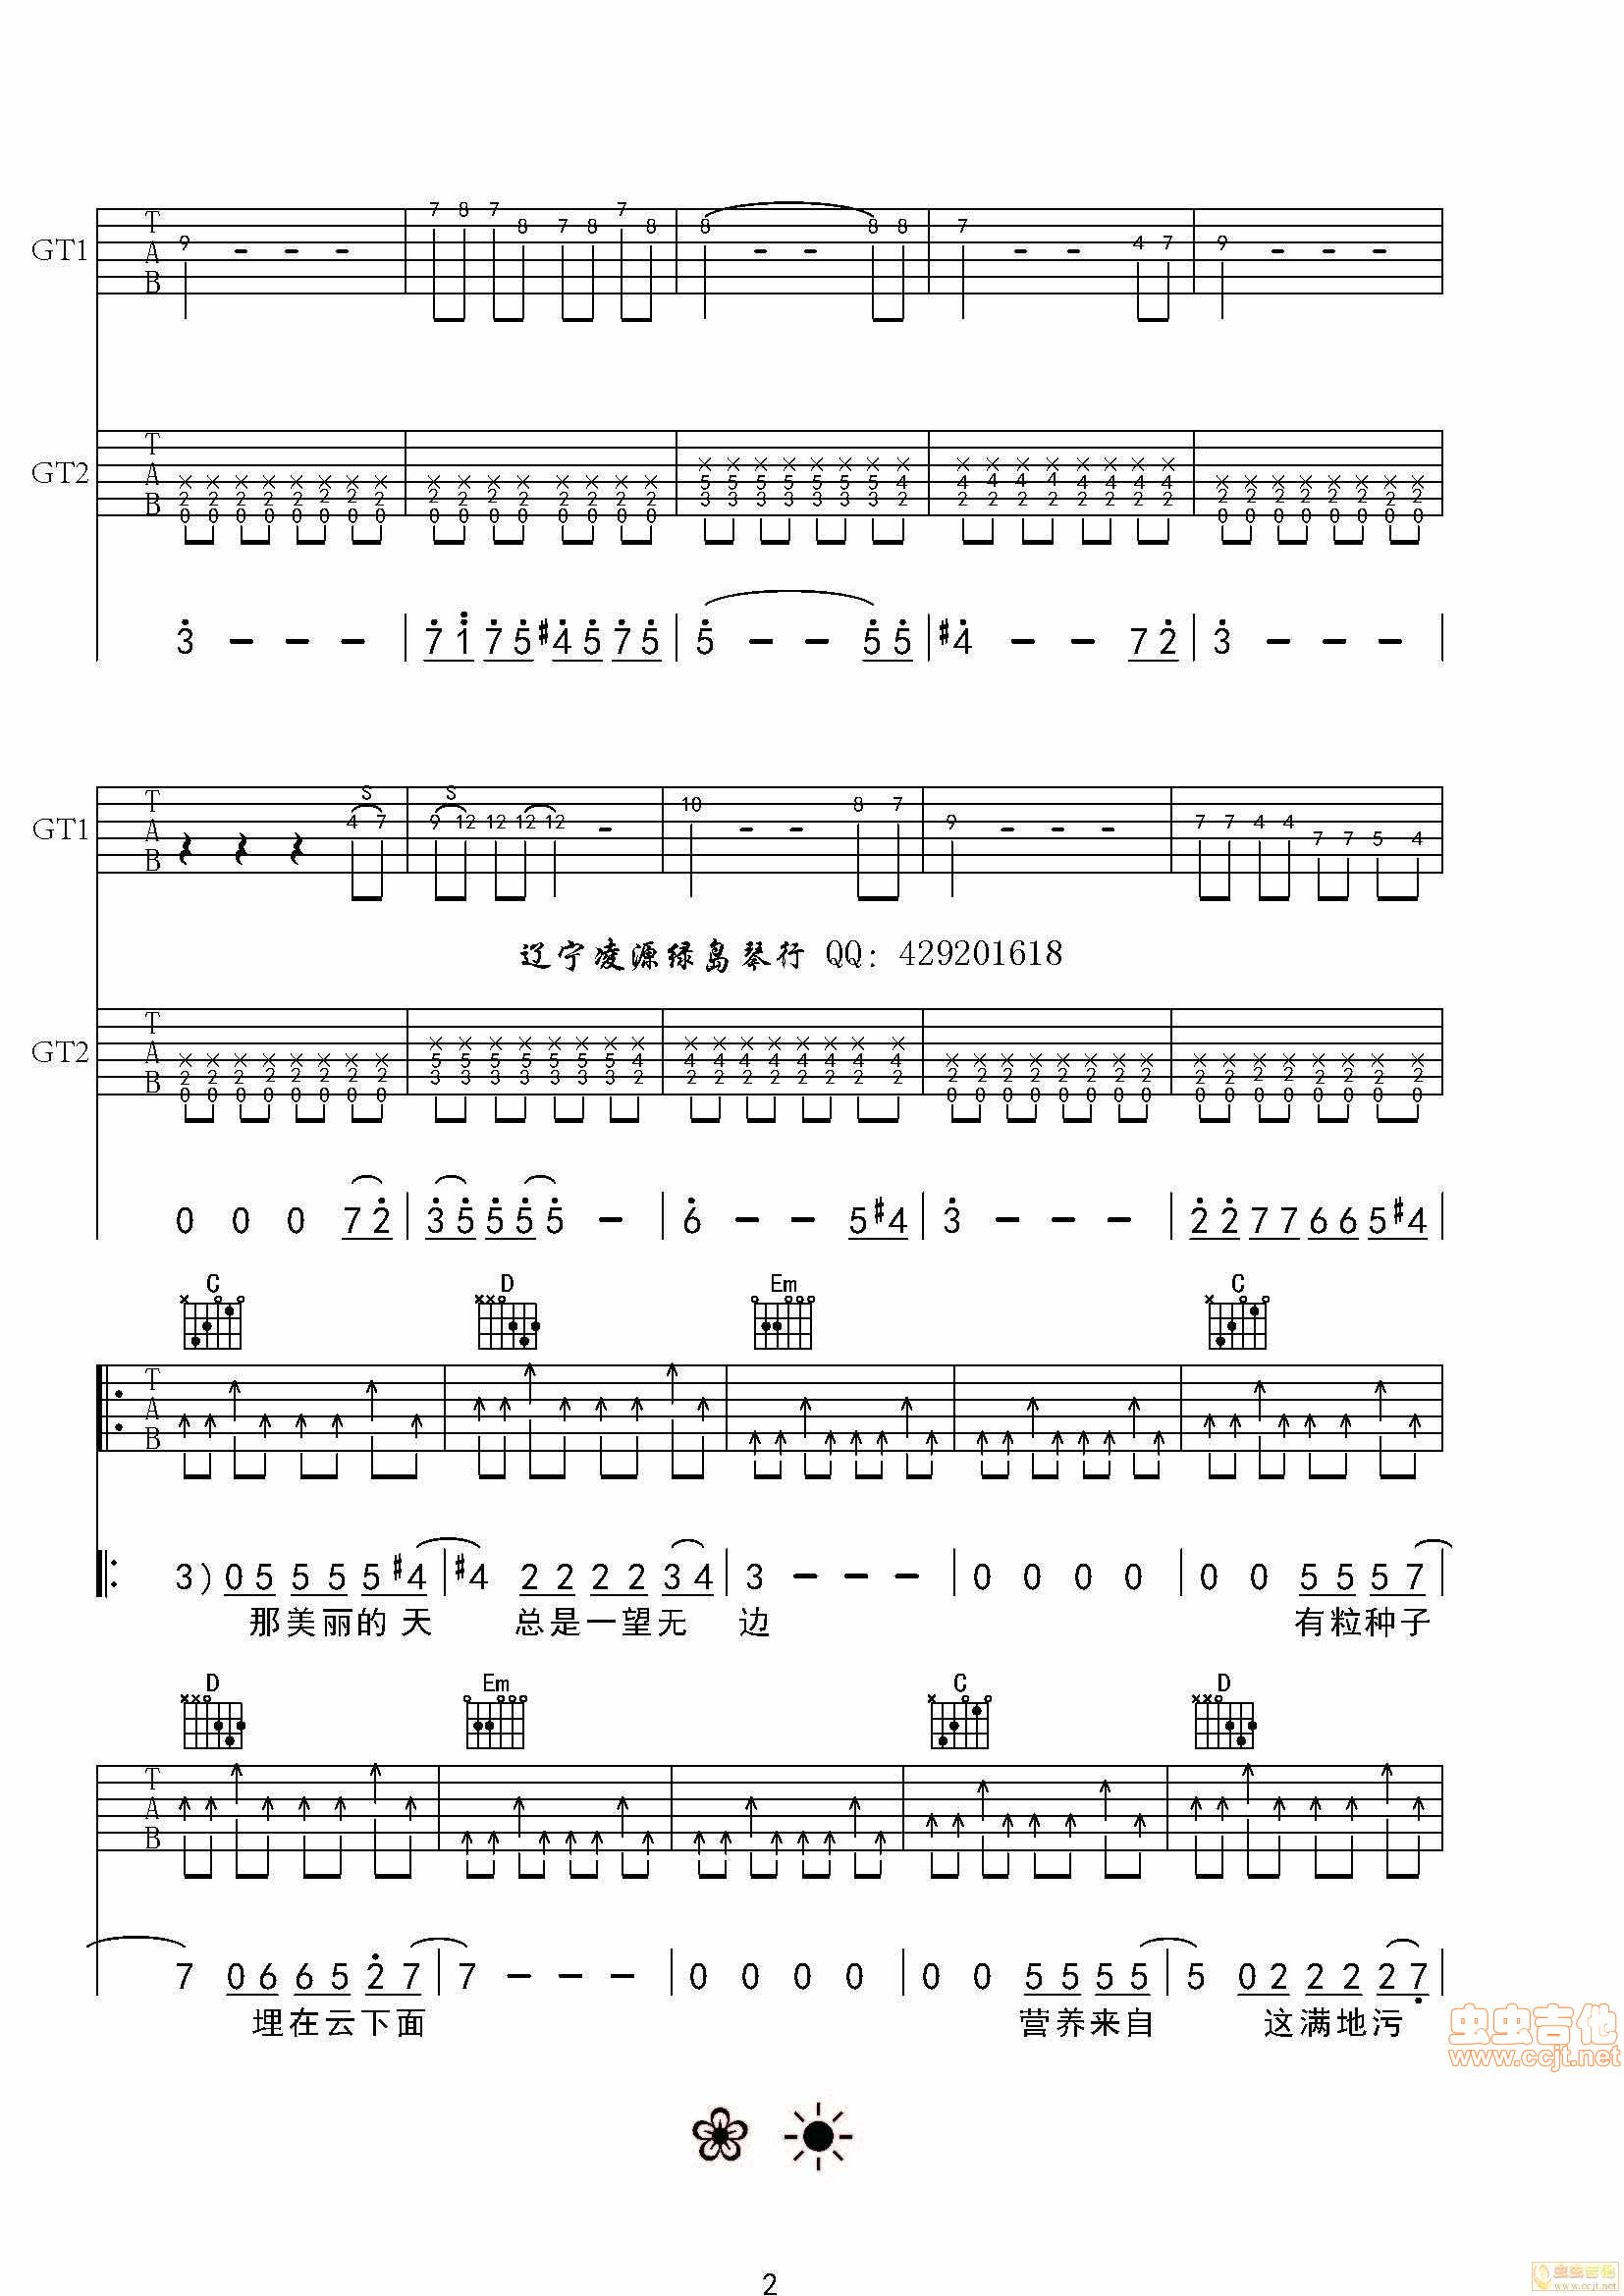 GT1 T A B 9 - - - 7 8 7 8 7 8 7 8 8 - - 8 8 7 - - 4 7 9 - - -
GT2 T A B
3 - - - 7 1 7 5 #4 5 7 5 5 - - 5 5 #4 - - 7 2 3 - - -
S S
GT1 T A B 4 7 9 12 12 12 12 - 10 - - 8 7 9 - - - 7 7 4 4 7 7 5 4
辽宁凌源绿岛琴行 QQ: 429201618
GT2 T A B
0 0 0 7 2 3 5 5 5 5 - 6 - - 5 #4 3 - - - 2 2 7 7 6 6 5 #4
C D Em C
T A B
3) 0 5 5 5 5 #4 #4 2 2 2 2 3 4 3 - - - 0 0 0 0 0 0 5 5 5 7
那美丽的天 总是一望无 边 有粒种子
D Em C D
T A B
7 0 6 6 5 2 7 7 - - - 0 0 0 0 0 0 5 5 5 5 5 0 2 2 2 2 7
埋在云下面 营养来自 这满地污
虫虫吉他
www.ccjt.net
2
虫虫吉他
www.ccjt.net